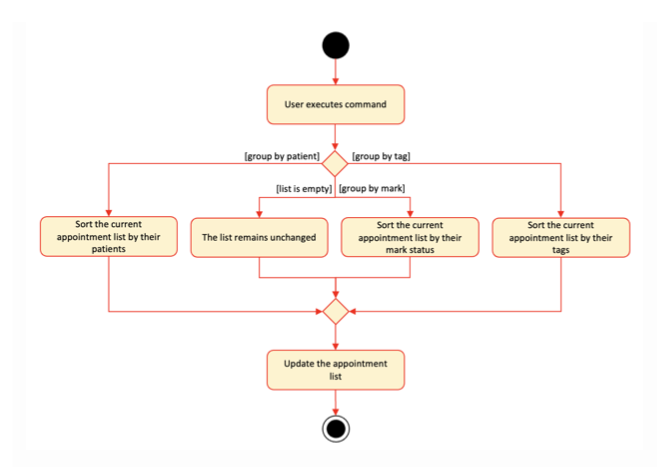 User executes command
[group by patient]
[group by tag]
[list is empty]
[group by mark]
Sort the current
appointment list by their
patients
The list remains unchanged
Sort the current
appointment list by their
mark status
Sort the current
appointment list by their
tags
Update the appointment
list